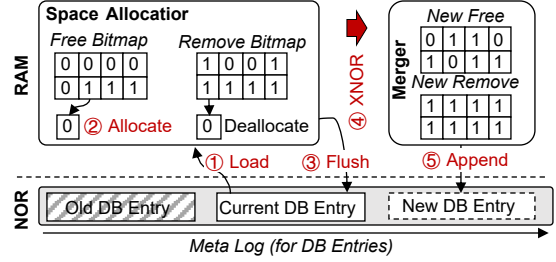 Space Allocatior
Free Bitmap
Remove Bitmap
0 0 0 0
0 1 1 1
1 0 0 1
1 1 1 1
0
② Allocate
0
Deallocate
RAM
④ XNOR
Merger
New Free
0 1 1 0
1 0 1 1
New Remove
1 1 1 1
1 1 1 1
① Load
③ Flush
⑤ Append
NOR
Old DB Entry
Current DB Entry
New DB Entry
Meta Log (for DB Entries)